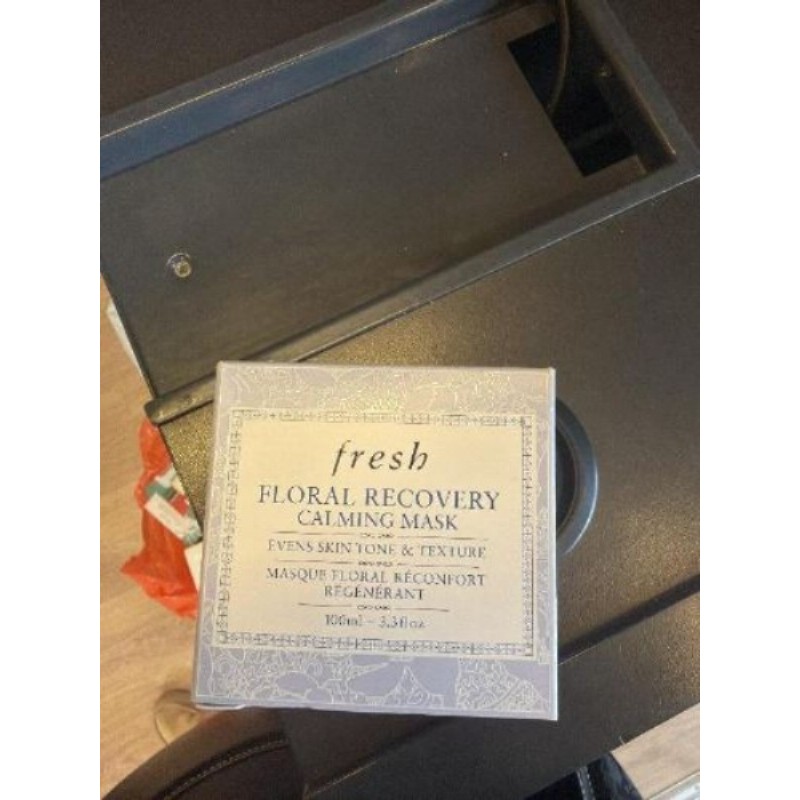 fresh
FLORAL RECOVERY
CALMING MASK
EVENS SKIN TONE & TEXTURE
MASQUE FLORAL RÉCONFORT
RÉGÉNÉRANT
100ml - 3.3fl oz